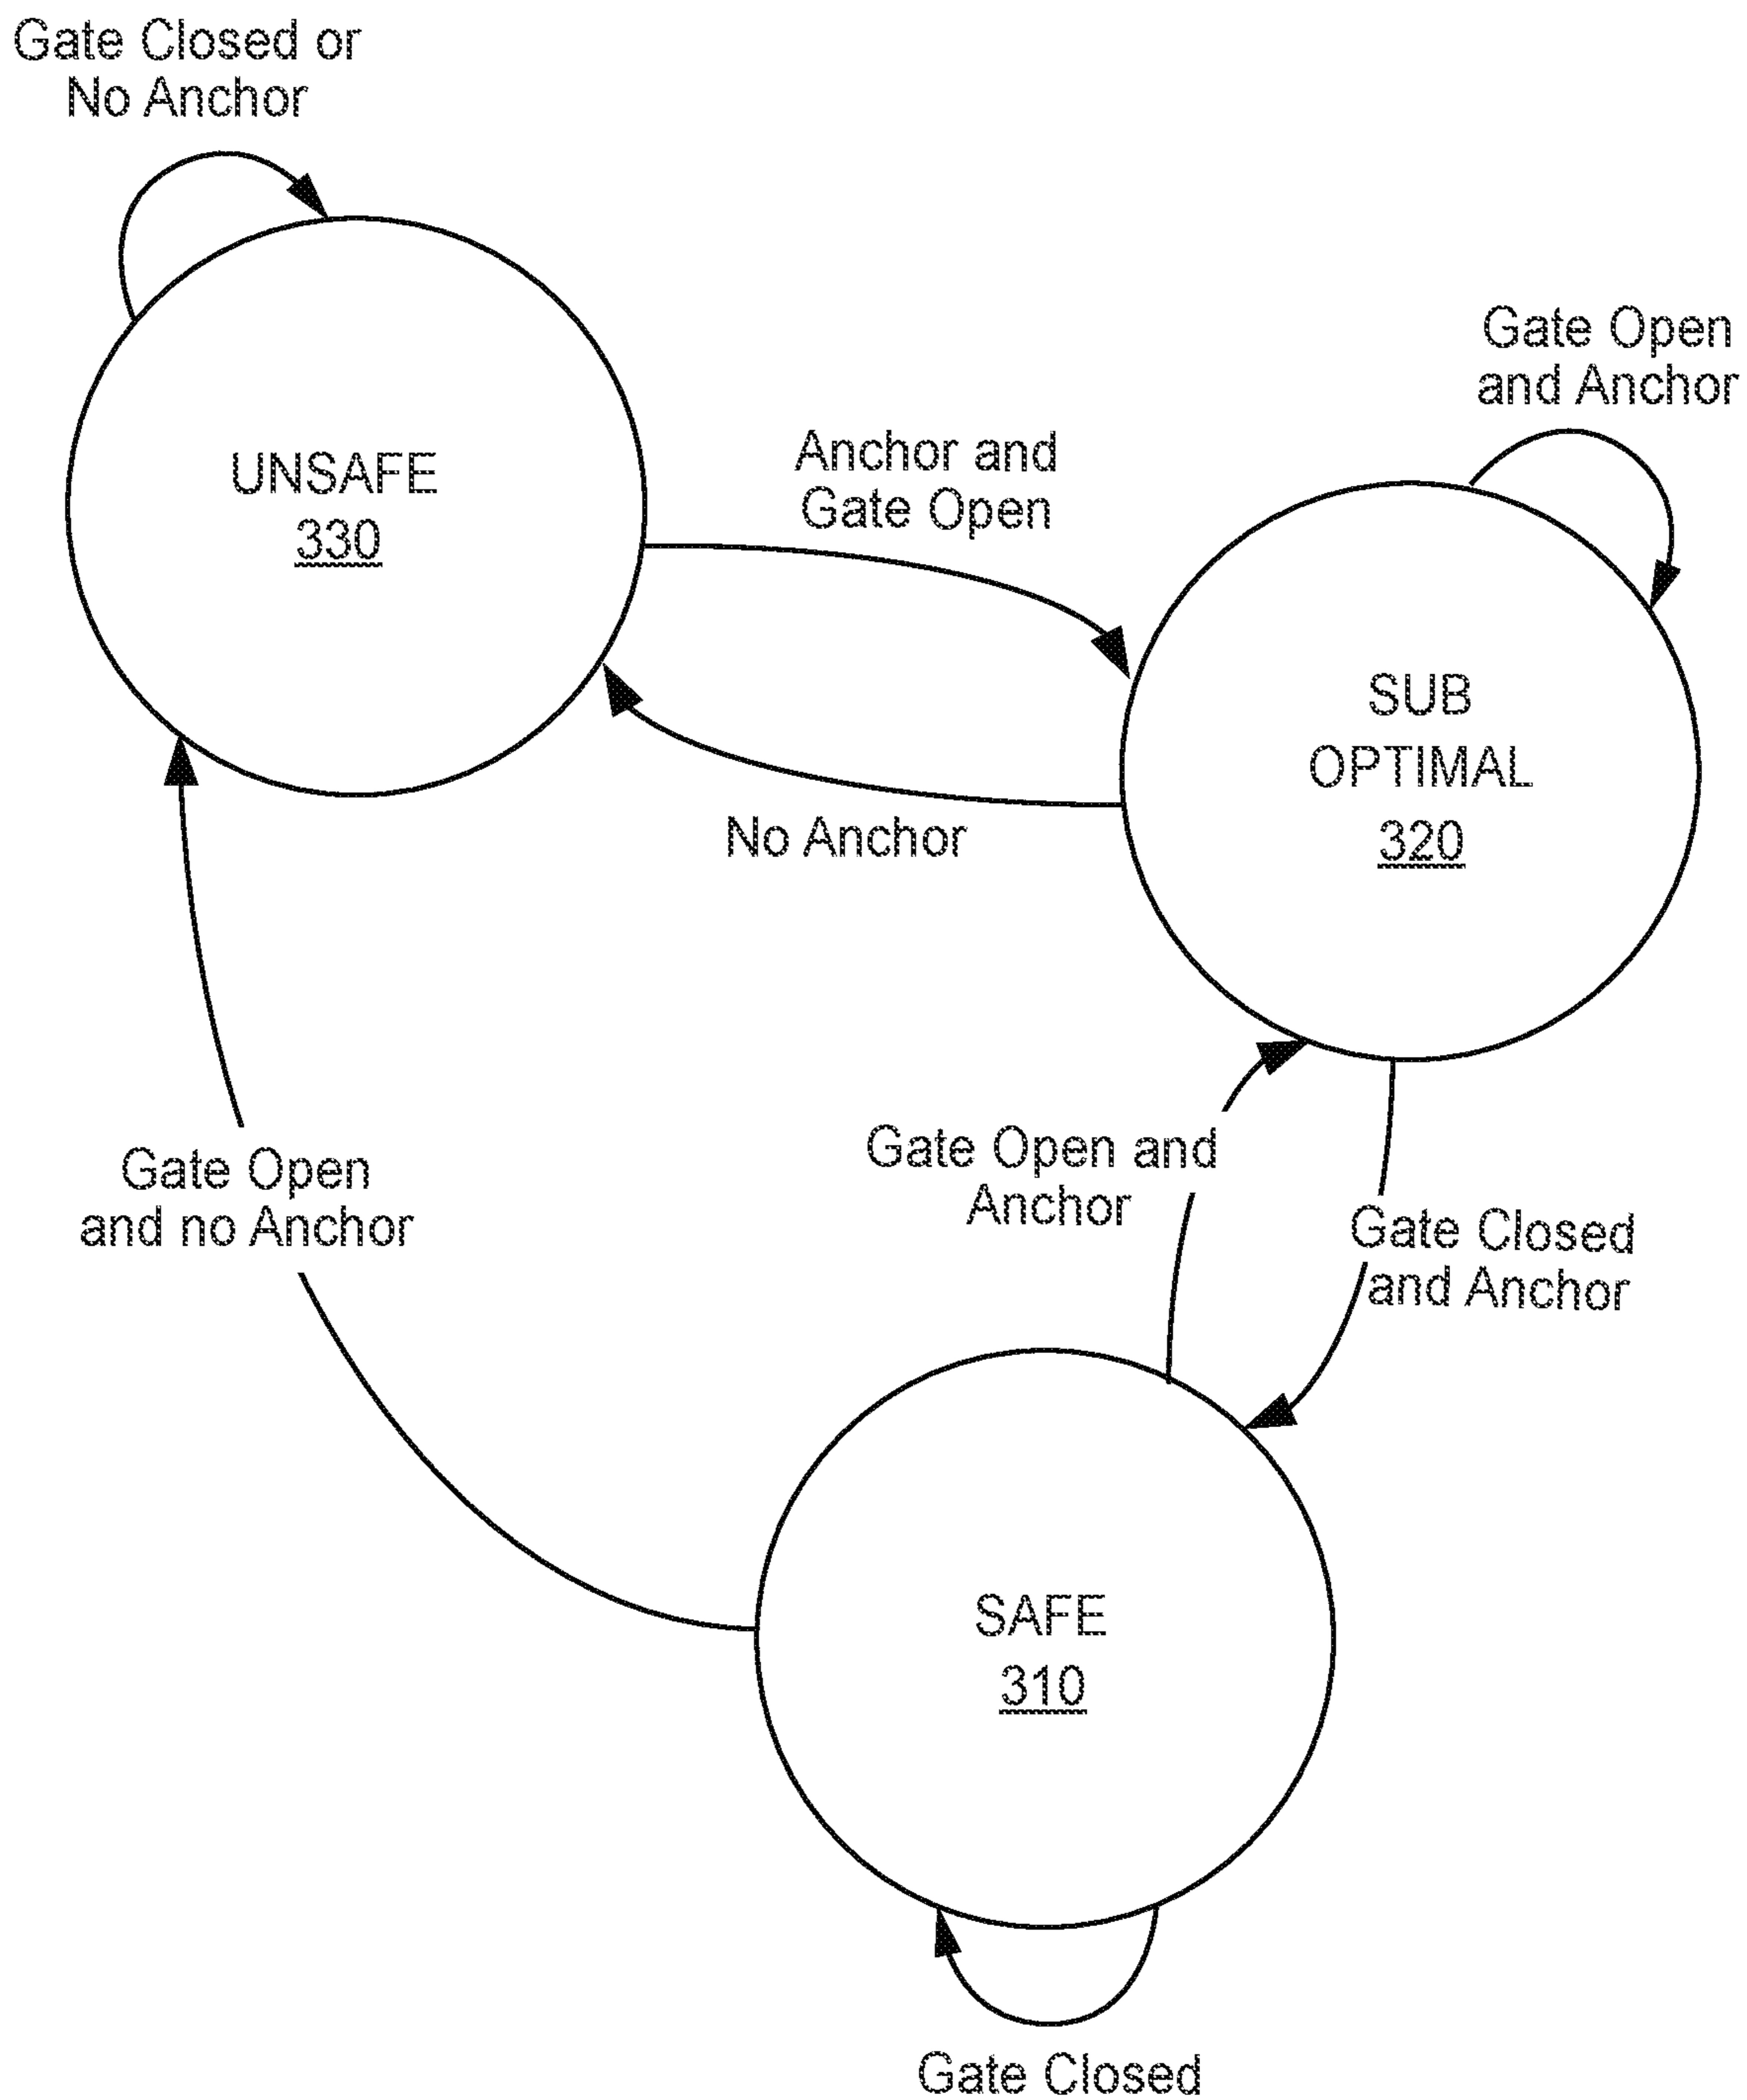 Gate Closed or
No Anchor
Gate Open
and Anchor
UNSAFE
330
Anchor and
Gate Open
SUB
OPTIMAL
320
No Anchor
Gate Open and
Anchor
Gate Open
and no Anchor
Gate Closed
and Anchor
SAFE
310
Gate Closed